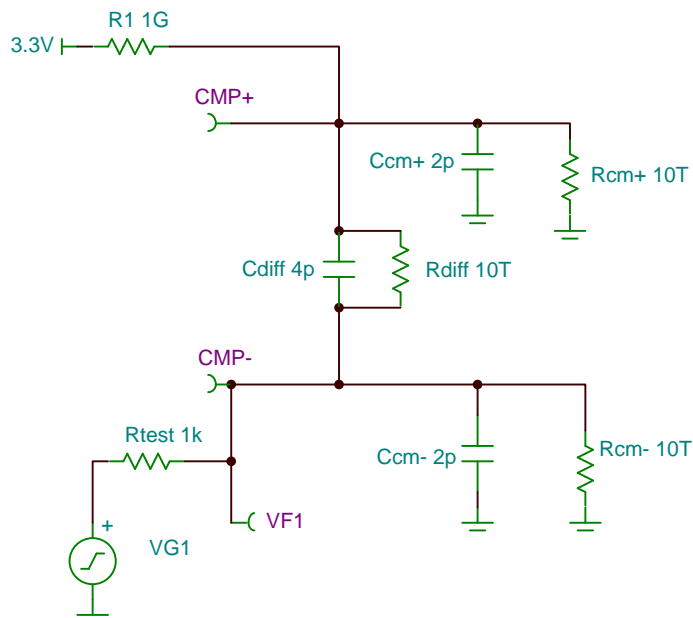 R1 1G
3.3V
CMP+
Ccm+ 2p
Rcm+ 10T
Cdiff 4p
Rdiff 10T
CMP-
Rtest 1k
Ccm- 2p
Rcm- 10T
+
VF1
VG1